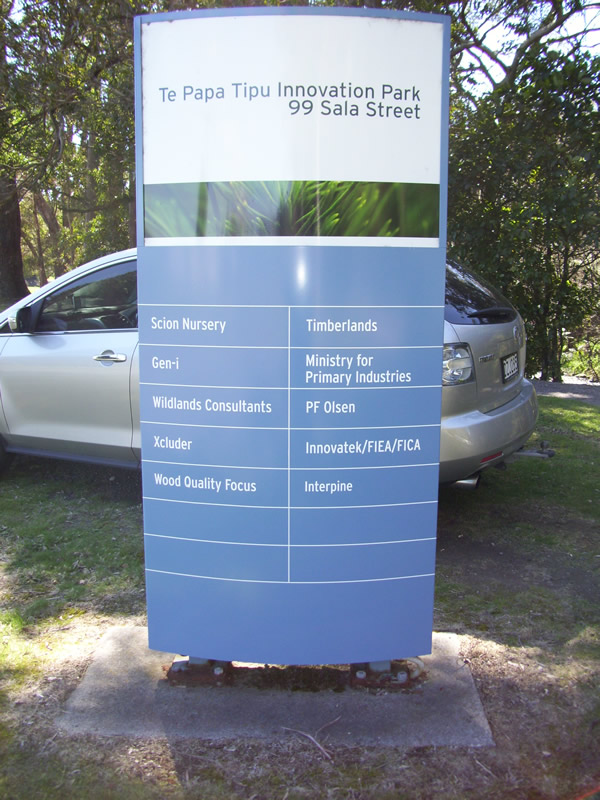 Te Papa Tipu Innovation Park
99 Sala Street
Scion Nursery
Timberlands
Gen-i
Ministry for
Primary Industries
Wildlands Consultants
PF Olsen
Xcluder
Innovatek/FIEA/FICA
Wood Quality Focus
Interpine